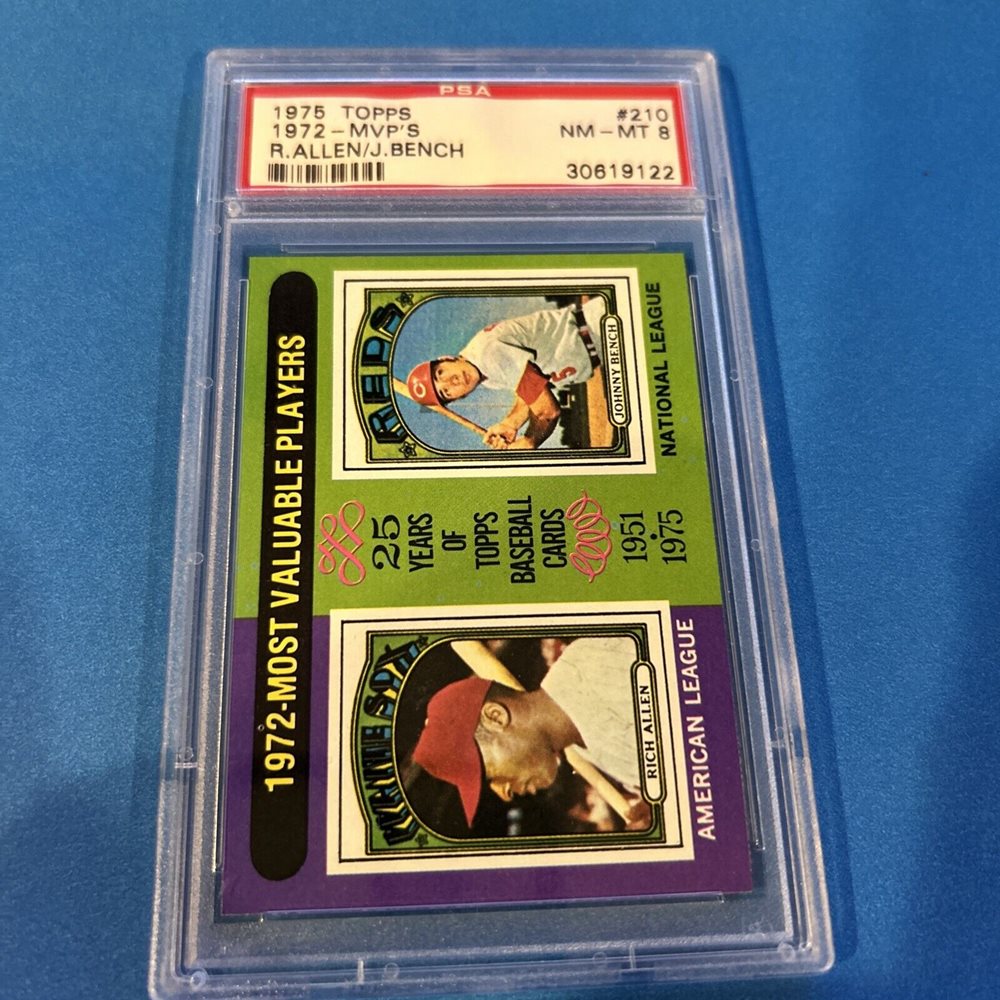 PSA
1975 TOPPS #210
1972-MVP'S NM-MT 8
R.ALLEN/J.BENCH
30619122
1972-MOST VALUABLE PLAYERS
WHITE SOX
RICH ALLEN
AMERICAN LEAGUE
25
YEARS
OF
TOPPS
BASEBALL
CARDS
1951
•
1975
REDS
C
5
JOHNNY BENCH
NATIONAL LEAGUE